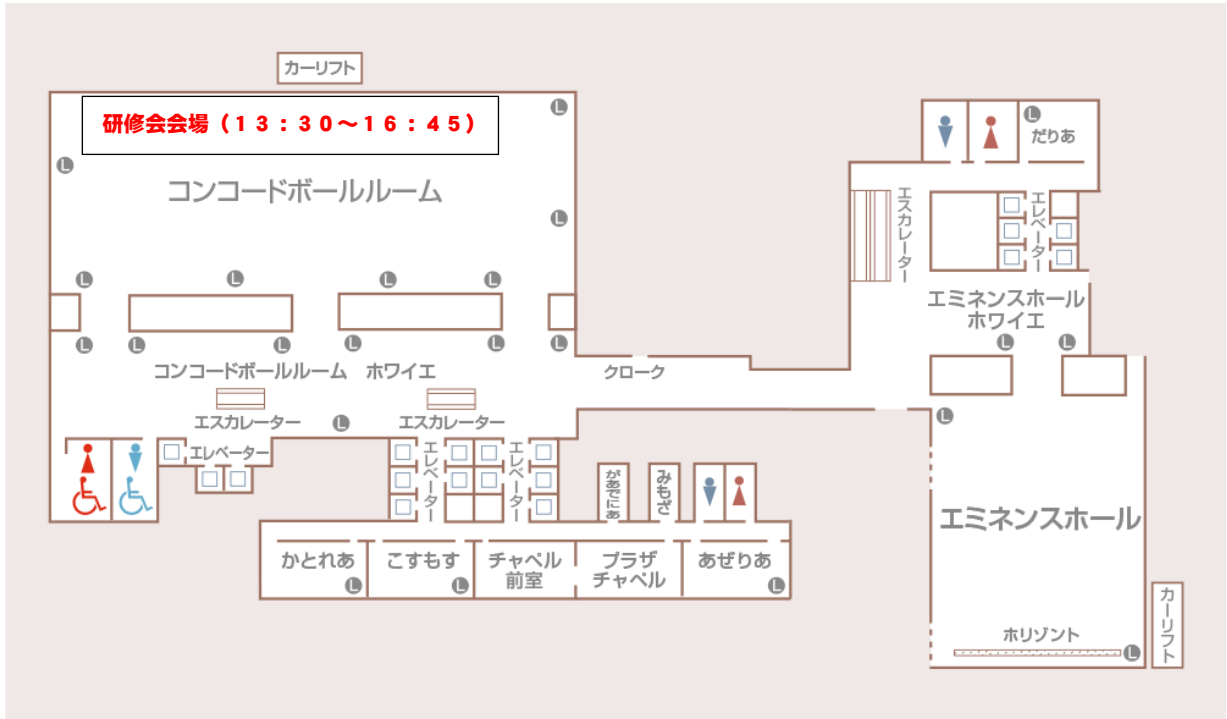 カーリフト
研修会会場（１３：３０～１６：４５）
L
だりあ
L
L
コンコードボールルーム
エスカレーター
エレベーター
L
L
L
L
L
エミネンスホール
ホワイエ
L
L
L
L
L
L
L
L
コンコードボールルーム　ホワイエ
クローク
エスカレーター
L
エスカレーター
L
エレベーター
エレベーター
エレベーター
があでにあ
みもざ
エミネンスホール
かとれあ
L
こすもす
L
チャペル
前室
プラザ
チャペル
あぜりあ
L
カーリフト
ホリゾント
L